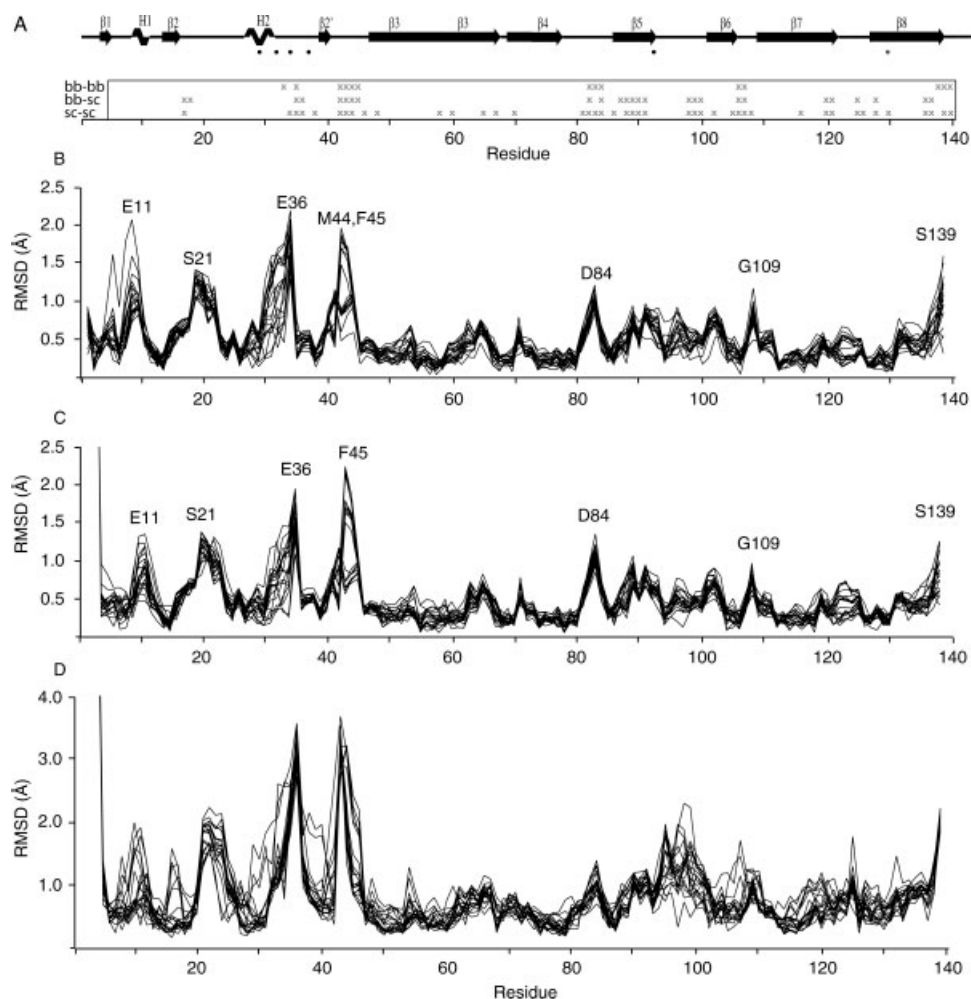 A
β1 H1 β2 H2 β2' β3 β3 β4 β5 β6 β7 β8
bb-bb
bb-sc
sc-sc
20 40 60 80 100 120 140
Residue
B
RMSD (Å)
2.5
2.0
1.5
1.0
0.5
E11
S21
E36
M44,F45
D84
G109
S139
20 40 60 80 100 120 140
C
RMSD (Å)
2.5
2.0
1.5
1.0
0.5
E11
S21
E36
F45
D84
G109
S139
20 40 60 80 100 120 140
D
RMSD (Å)
4.0
3.0
2.0
1.0
20 40 60 80 100 120 140
Residue